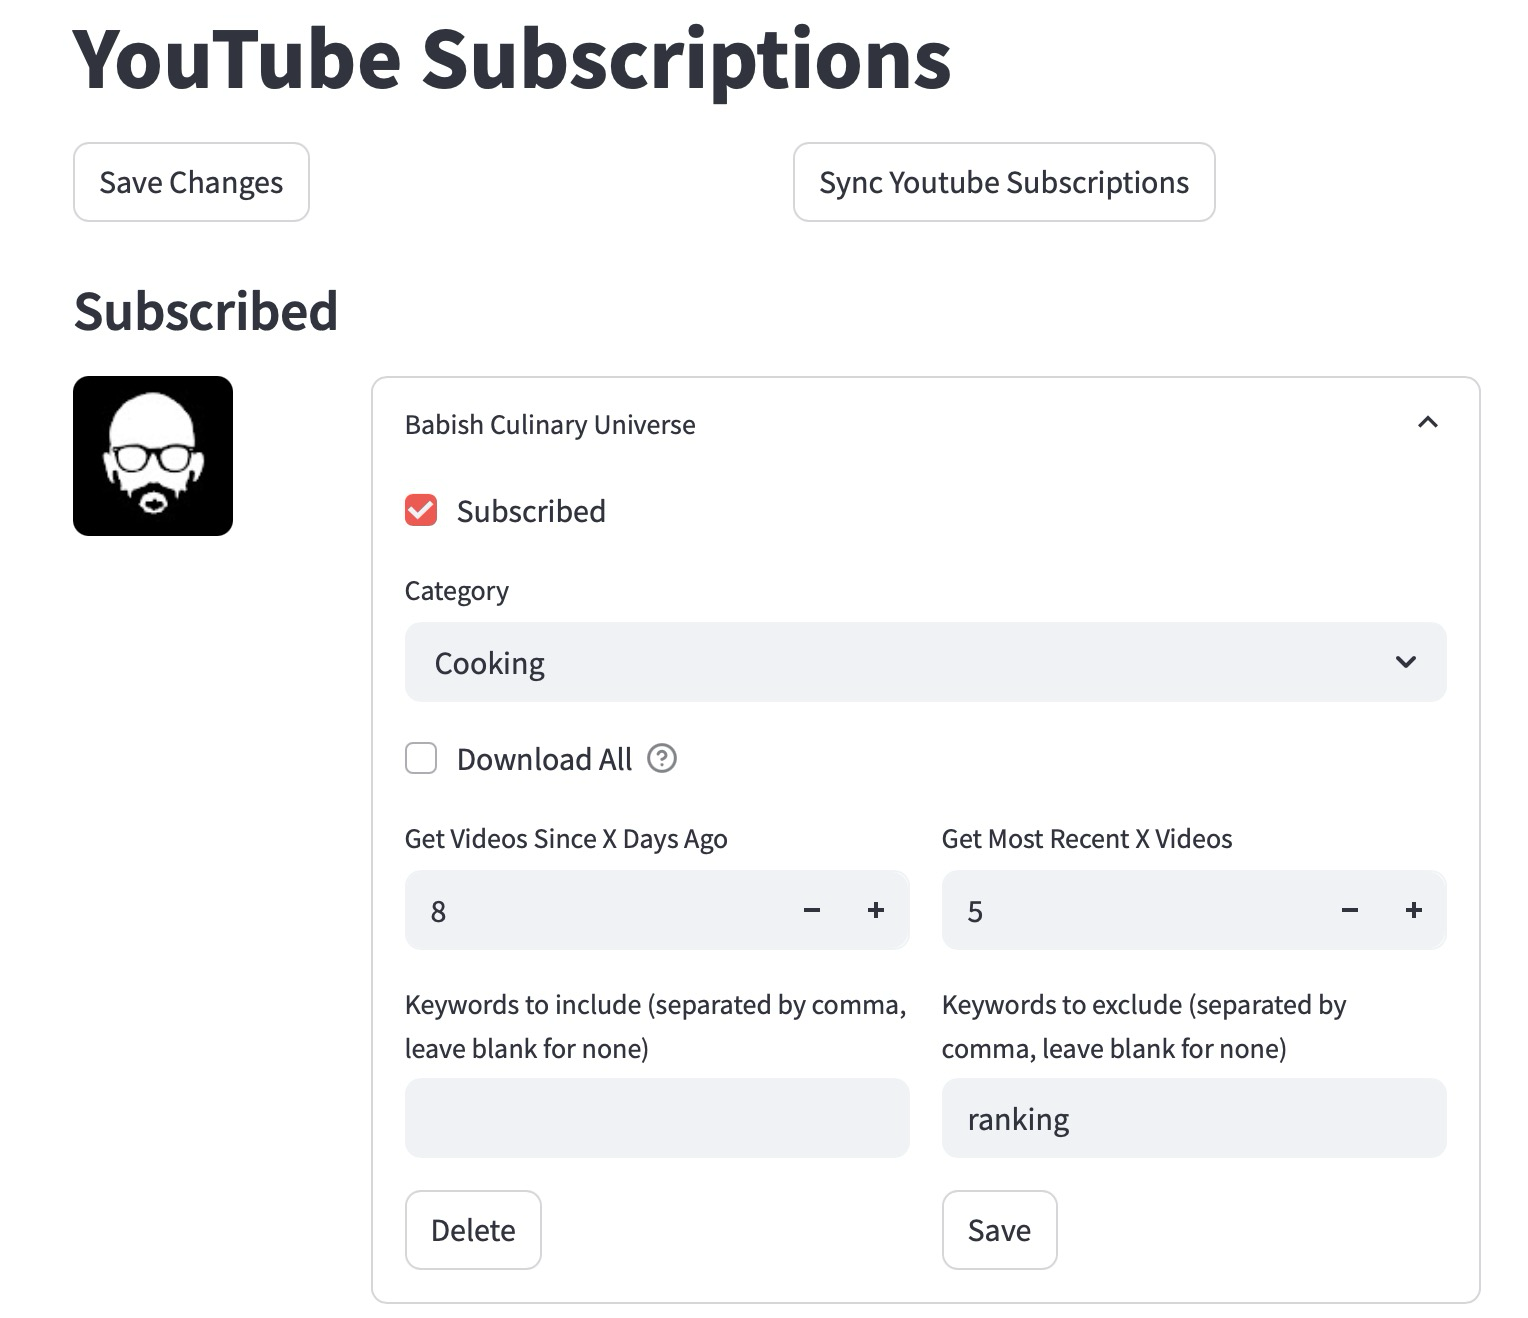 YouTube Subscriptions
Save Changes
Sync Youtube Subscriptions
Subscribed
Babish Culinary Universe
Subscribed
Category
Cooking
Download All
Get Videos Since X Days Ago
8
Get Most Recent X Videos
5
Keywords to include (separated by comma,
leave blank for none)
Keywords to exclude (separated by
comma, leave blank for none)
ranking
Delete
Save